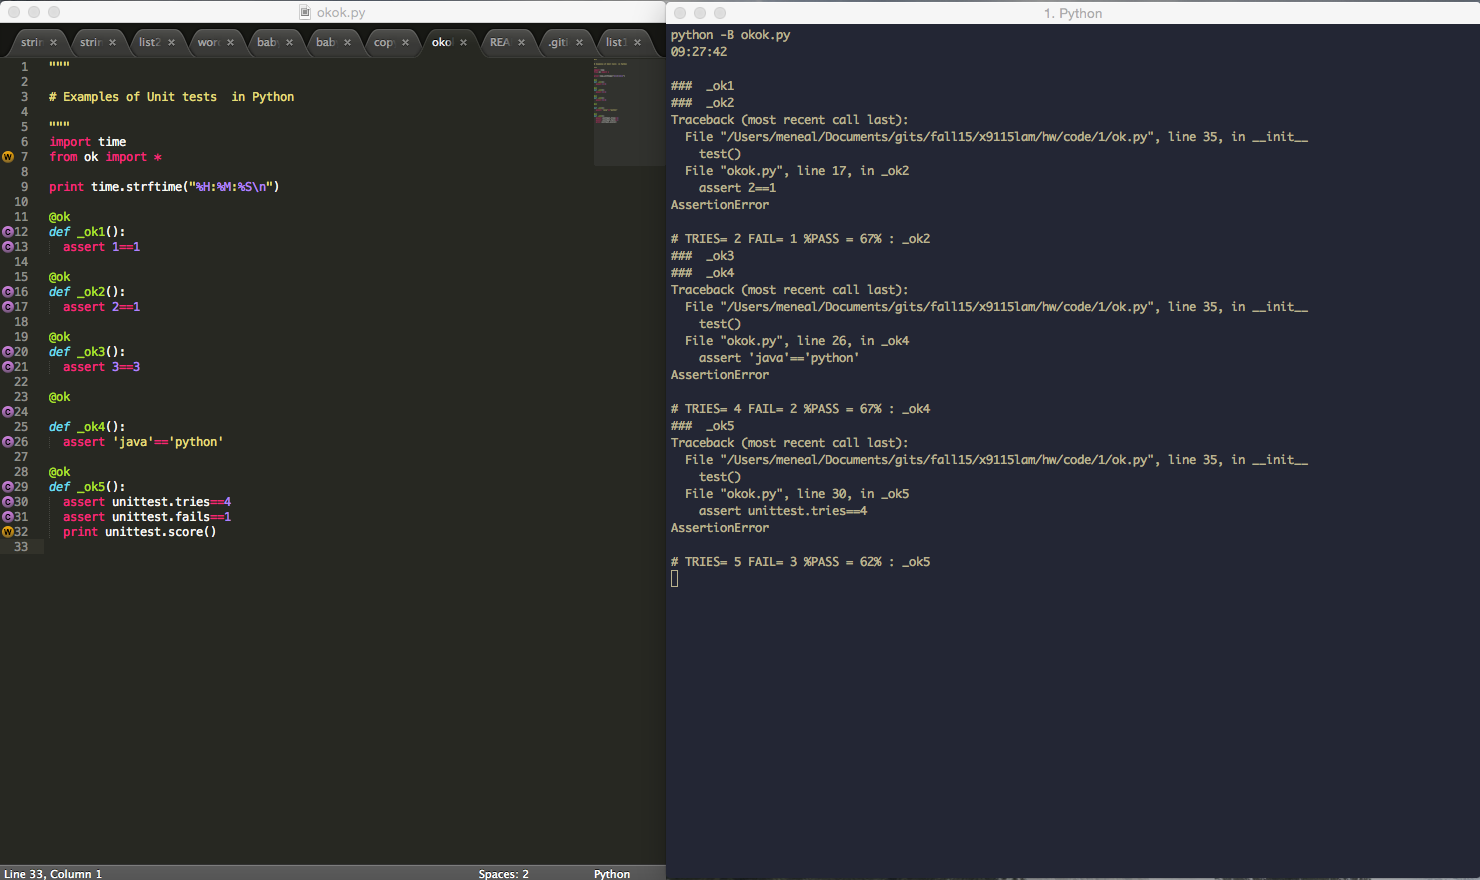 okok.py
strin × strin × list2 × wor × bab × bab × cop × oko × REA × .giti × list1 ×
1 """
2
3 # Examples of Unit tests  in Python
4
5 """
6 import time
7 from ok import *
8
9 print time.strftime("%H:%M:%S\n")
10
11 @ok
12 def _ok1():
13   assert 1==1
14
15 @ok
16 def _ok2():
17   assert 2==1
18
19 @ok
20 def _ok3():
21   assert 3==3
22
23 @ok
24
25 def _ok4():
26   assert 'java'=='python'
27
28 @ok
29 def _ok5():
30   assert unittest.tries==4
31   assert unittest.fails==1
32   print unittest.score()
33
Line 33, Column 1
Spaces: 2
Python
1. Python
python -B okok.py
09:27:42
###  _ok1
###  _ok2
Traceback (most recent call last):
  File "/Users/meneal/Documents/gits/fall15/x9115lam/hw/code/1/ok.py", line 35, in __init__
    test()
  File "okok.py", line 17, in _ok2
    assert 2==1
AssertionError
# TRIES= 2 FAIL= 1 %PASS = 67% : _ok2
###  _ok3
###  _ok4
Traceback (most recent call last):
  File "/Users/meneal/Documents/gits/fall15/x9115lam/hw/code/1/ok.py", line 35, in __init__
    test()
  File "okok.py", line 26, in _ok4
    assert 'java'=='python'
AssertionError
# TRIES= 4 FAIL= 2 %PASS = 67% : _ok4
###  _ok5
Traceback (most recent call last):
  File "/Users/meneal/Documents/gits/fall15/x9115lam/hw/code/1/ok.py", line 35, in __init__
    test()
  File "okok.py", line 30, in _ok5
    assert unittest.tries==4
AssertionError
# TRIES= 5 FAIL= 3 %PASS = 62% : _ok5